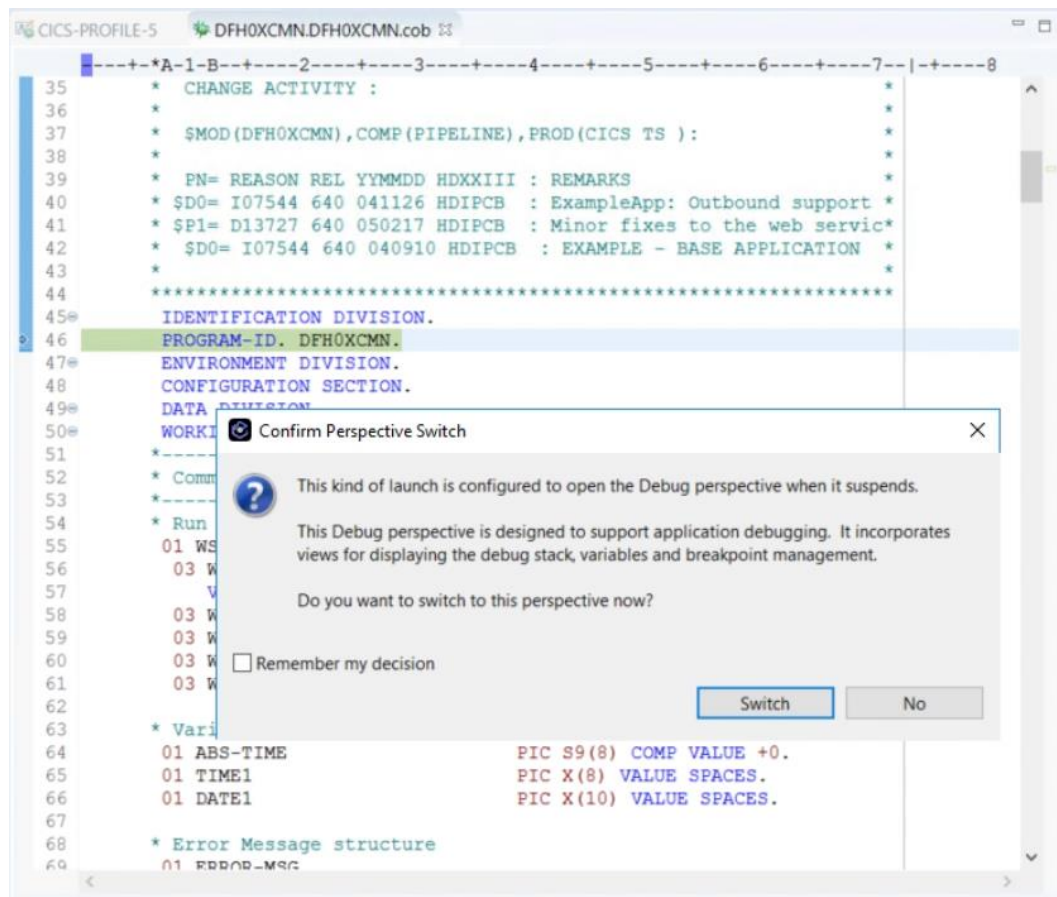 CICS-PROFILE-5 DFH0XCMN.DFH0XCMN.cob
----+-*A-1-B--+----2----+----3----+----4----+----5----+----6----+----7--|-+----8
35 * CHANGE ACTIVITY : *
36 * *
37 * $MOD(DFH0XCMN),COMP(PIPELINE),PROD(CICS TS ): *
38 * *
39 * PN= REASON REL YYMMDD HDXXIII : REMARKS *
40 * $D0= I07544 640 041126 HDIPCB : ExampleApp: Outbound support *
41 * $P1= D13727 640 050217 HDIPCB : Minor fixes to the web servic*
42 * $D0= I07544 640 040910 HDIPCB : EXAMPLE - BASE APPLICATION *
43 * *
44 *****************************************************************
45 IDENTIFICATION DIVISION.
46 PROGRAM-ID. DFH0XCMN.
47 ENVIRONMENT DIVISION.
48 CONFIGURATION SECTION.
49 DATA DIVISION
50 WORKI
51 *-----
52 * Comm
53 *-----
54 * Run
55 01 WS
56 03 W
57 V
58 03 W
59 03 W
60 03 W
61 03 W
62
Confirm Perspective Switch
This kind of launch is configured to open the Debug perspective when it suspends.
This Debug perspective is designed to support application debugging. It incorporates
views for displaying the debug stack, variables and breakpoint management.
Do you want to switch to this perspective now?
Remember my decision
Switch No
63 * Vari
64 01 ABS-TIME PIC S9(8) COMP VALUE +0.
65 01 TIME1 PIC X(8) VALUE SPACES.
66 01 DATE1 PIC X(10) VALUE SPACES.
67
68 * Error Message structure
69 01 ERROR-MSG